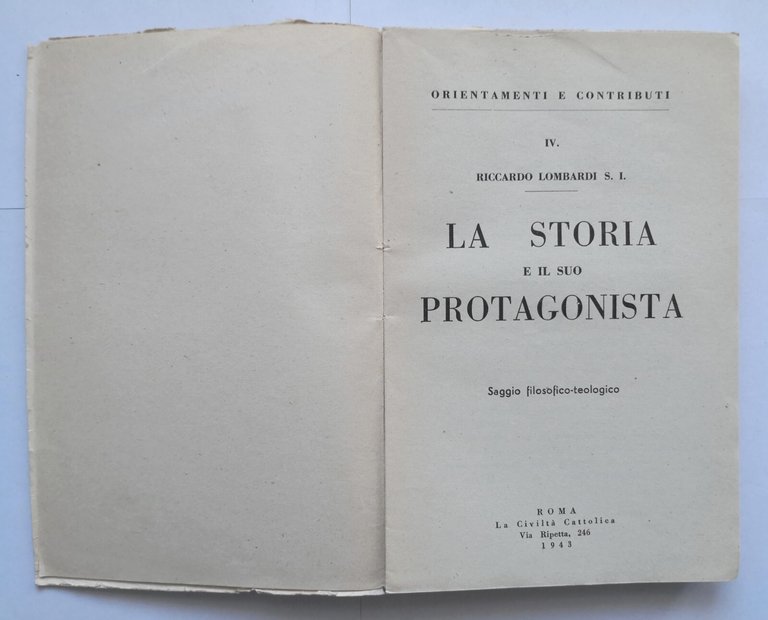 ORIENTAMENTI E CONTRIBUTI
IV.
RICCARDO LOMBARDI S. I.
LA STORIA
E IL SUO
PROTAGONISTA
Saggio filosofico-teologico
ROMA
La Civiltà Cattolica
Via Ripetta, 246
1943